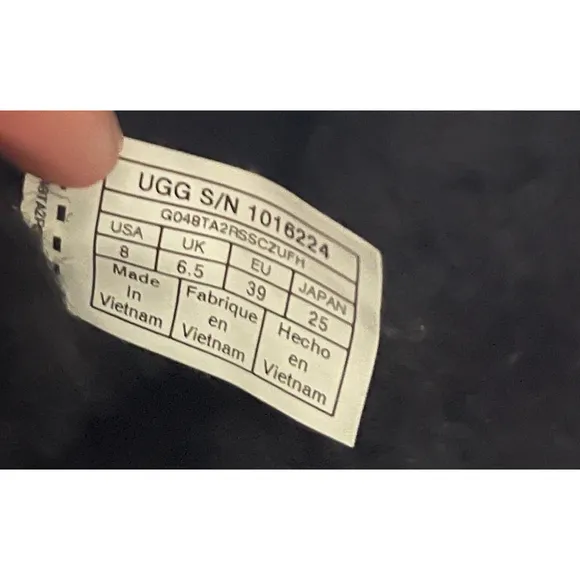 UGG S/N 1016224
G048TA2RSSCZUFH
USA UK EU JAPAN
8 6.5 39 25
Made In Vietnam
Fabrique en Vietnam
Hecho en Vietnam